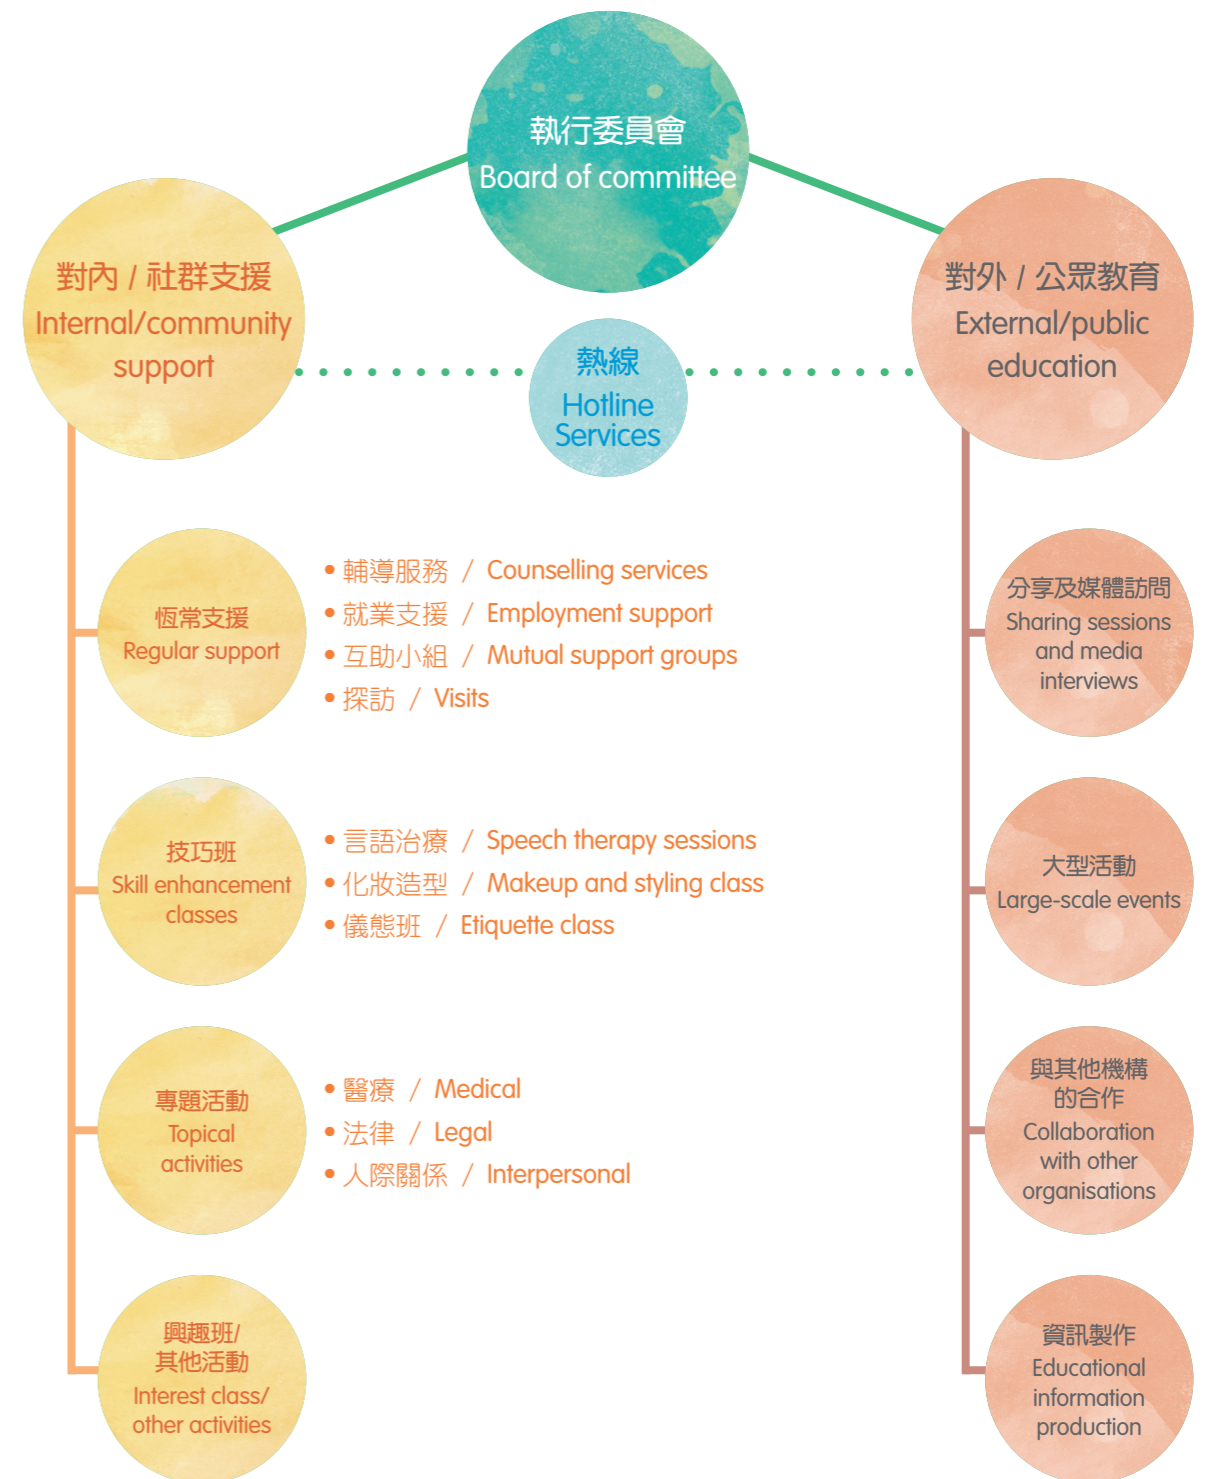 執行委員會
Board of committee
對內 / 社群支援
Internal/community
support
對外 / 公眾教育
External/public
education
熱線
Hotline
Services
恆常支援
Regular support
• 輔導服務 / Counselling services
• 就業支援 / Employment support
• 互助小組 / Mutual support groups
• 探訪 / Visits
技巧班
Skill enhancement
classes
• 言語治療 / Speech therapy sessions
• 化妝造型 / Makeup and styling class
• 儀態班 / Etiquette class
專題活動
Topical
activities
• 醫療 / Medical
• 法律 / Legal
• 人際關係 / Interpersonal
興趣班/
其他活動
Interest class/
other activities
分享及媒體訪問
Sharing sessions
and media
interviews
大型活動
Large-scale events
與其他機構
的合作
Collaboration
with other
organisations
資訊製作
Educational
information
production